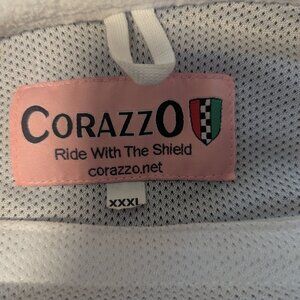 CORAZZO
Ride With The Shield
corazzo.net
XXXL